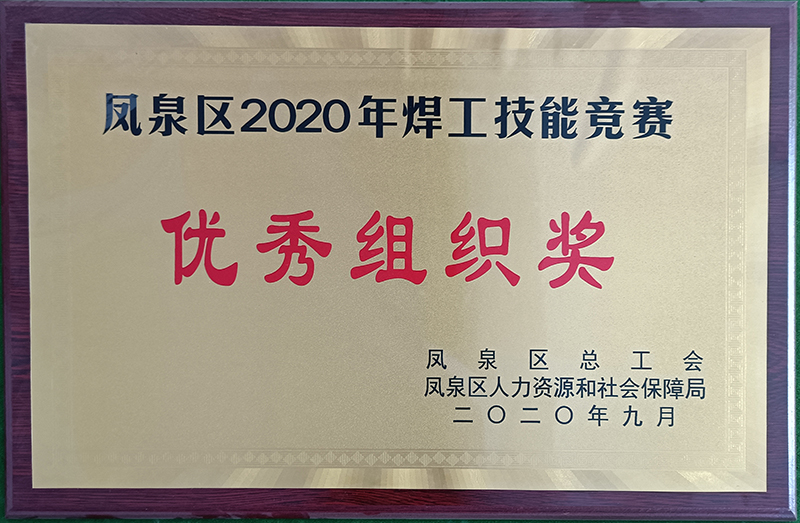 凤泉区2020年焊工技能竞赛
优秀组织奖
凤泉区总工会
凤泉区人力资源和社会保障局
二〇二〇年九月